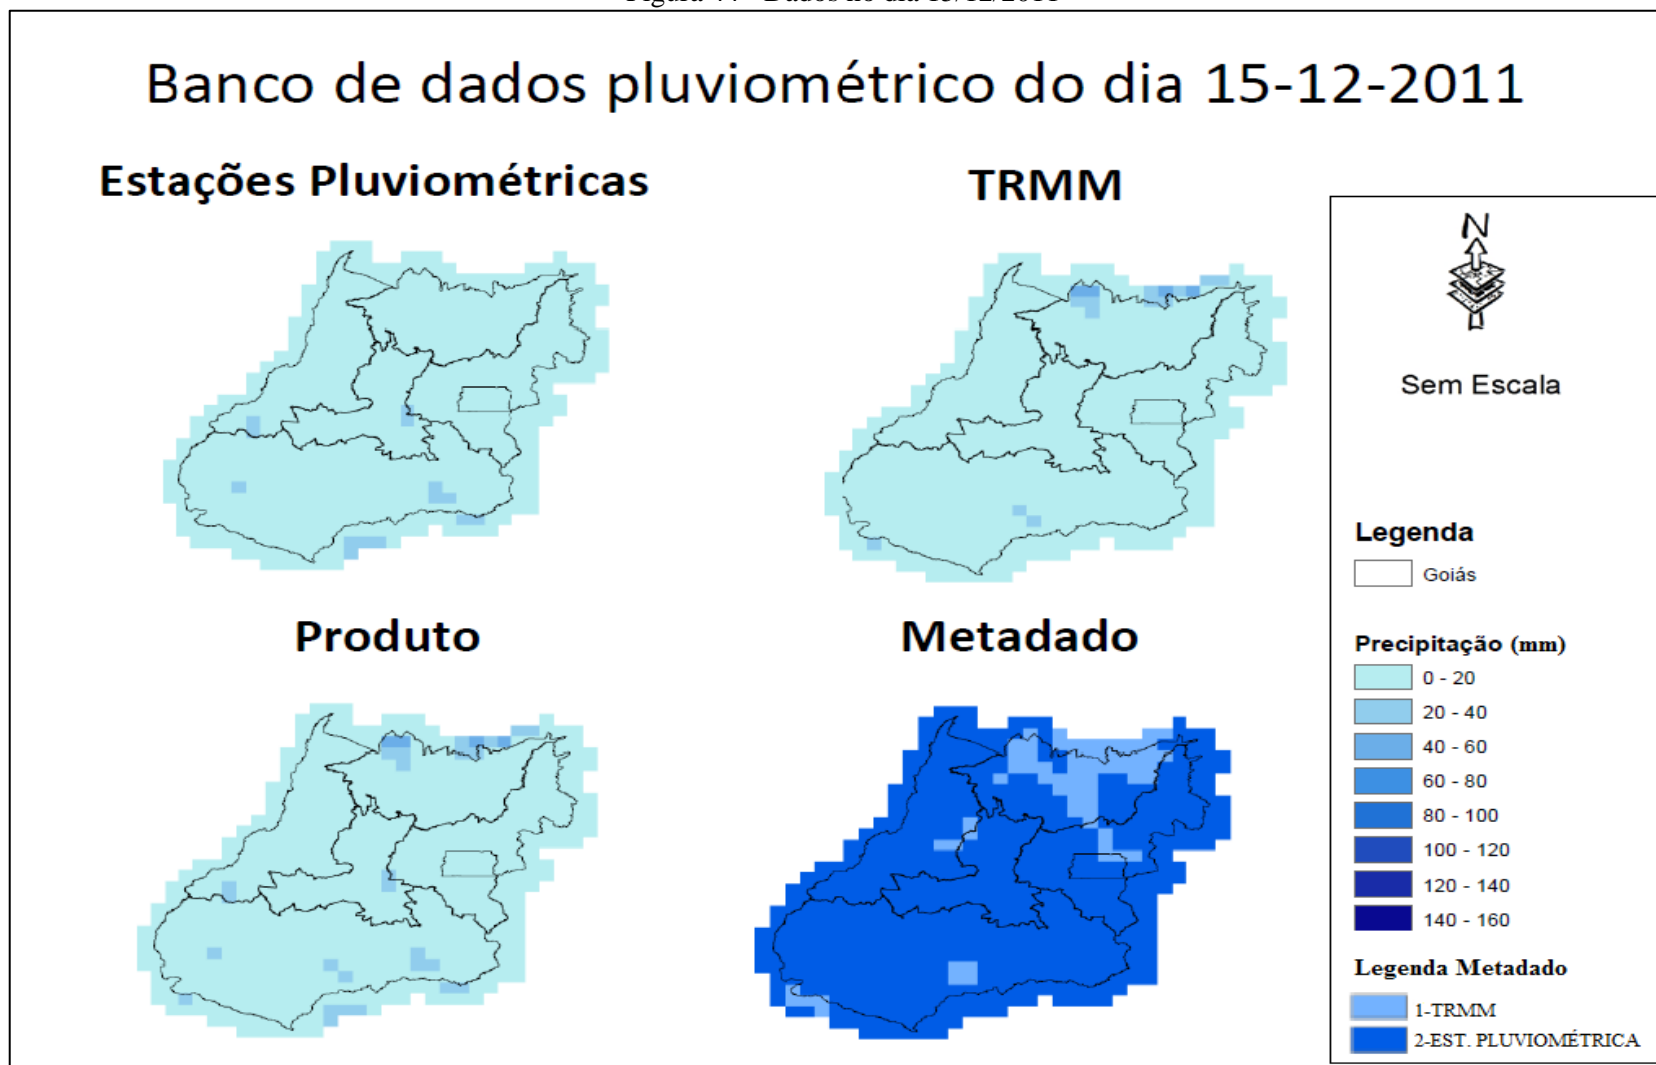 Banco de dados pluviométrico do dia 15-12-2011
Estações Pluviométricas
TRMM
Produto
Metadado
N
Sem Escala
Legenda
Goiás
Precipitação (mm)
0 - 20
20 - 40
40 - 60
60 - 80
80 - 100
100 - 120
120 - 140
140 - 160
Legenda Metadado
1-TRMM
2-EST. PLUVIOMÉTRICA